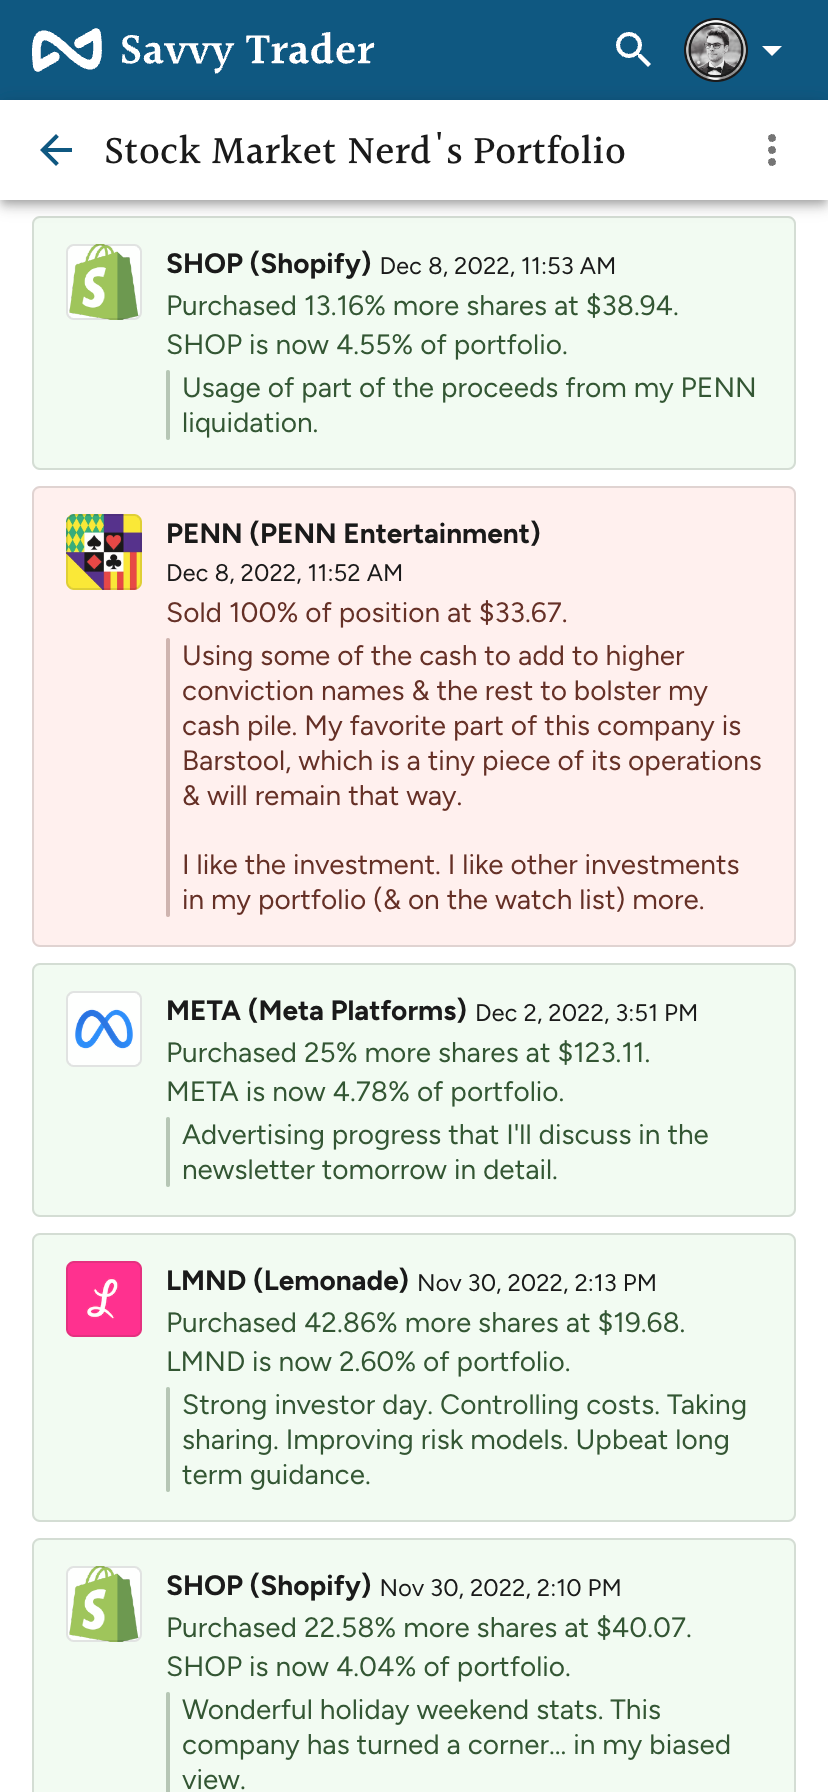 Savvy Trader
Stock Market Nerd's Portfolio
SHOP (Shopify) Dec 8, 2022, 11:53 AM
Purchased 13.16% more shares at $38.94.
SHOP is now 4.55% of portfolio.
Usage of part of the proceeds from my PENN
liquidation.
PENN (PENN Entertainment)
Dec 8, 2022, 11:52 AM
Sold 100% of position at $33.67.
Using some of the cash to add to higher
conviction names & the rest to bolster my
cash pile. My favorite part of this company is
Barstool, which is a tiny piece of its operations
& will remain that way.
I like the investment. I like other investments
in my portfolio (& on the watch list) more.
META (Meta Platforms) Dec 2, 2022, 3:51 PM
Purchased 25% more shares at $123.11.
META is now 4.78% of portfolio.
Advertising progress that I'll discuss in the
newsletter tomorrow in detail.
LMND (Lemonade) Nov 30, 2022, 2:13 PM
Purchased 42.86% more shares at $19.68.
LMND is now 2.60% of portfolio.
Strong investor day. Controlling costs. Taking
sharing. Improving risk models. Upbeat long
term guidance.
SHOP (Shopify) Nov 30, 2022, 2:10 PM
Purchased 22.58% more shares at $40.07.
SHOP is now 4.04% of portfolio.
Wonderful holiday weekend stats. This
company has turned a corner... in my biased
view.